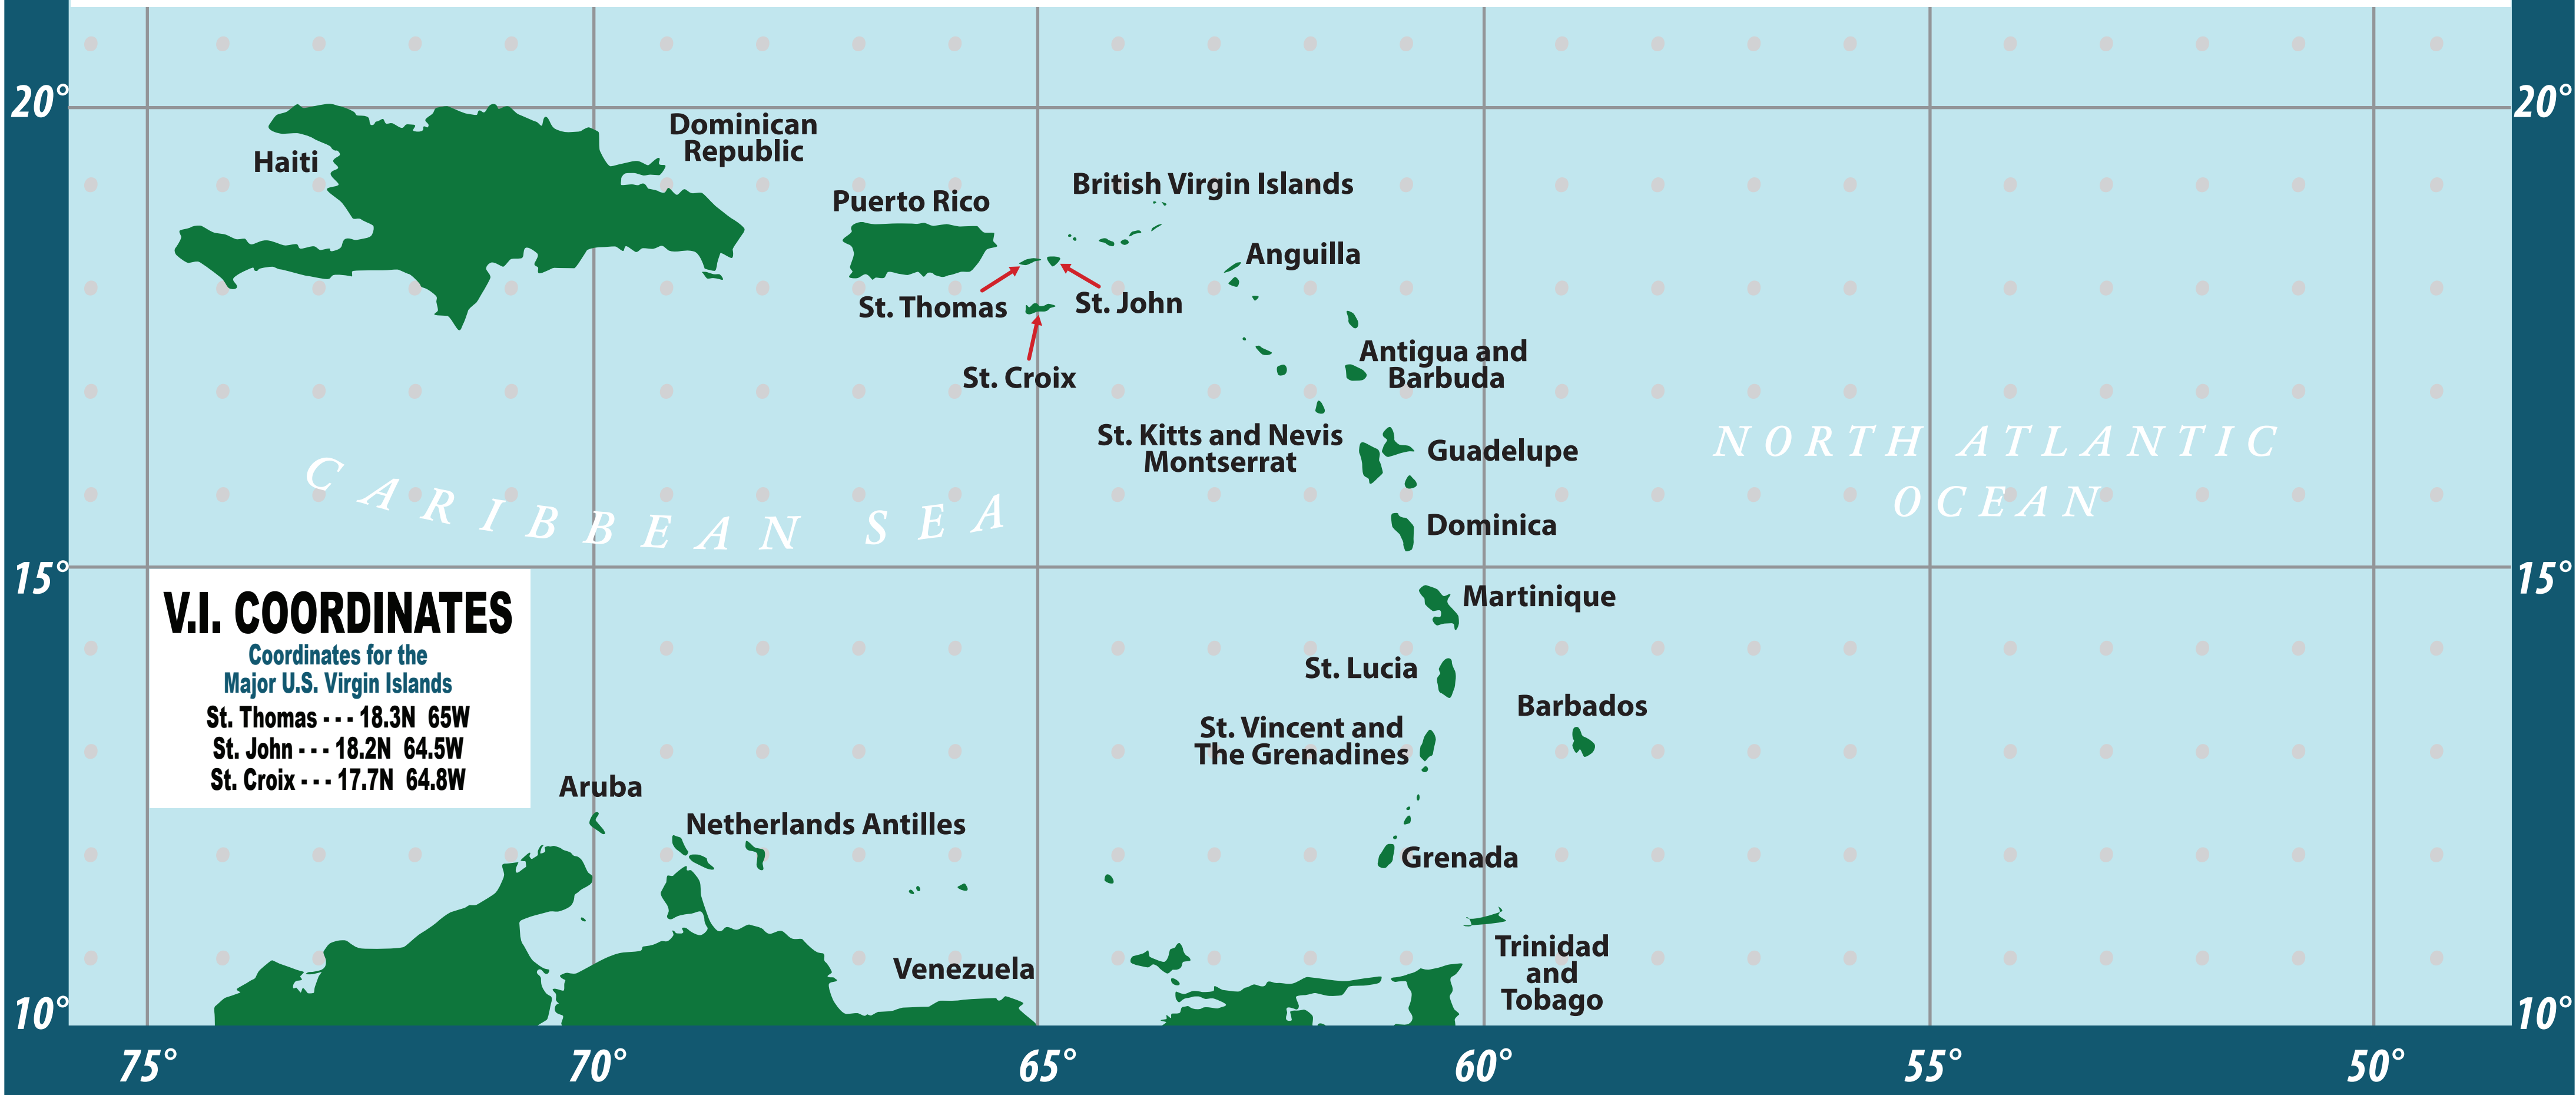 20°
20°
Dominican
Republic
Haiti
British Virgin Islands
Puerto Rico
Anguilla
St. Thomas
St. John
Antigua and
Barbuda
St. Croix
St. Kitts and Nevis
Montserrat
Guadelupe
NORTH ATLANTIC
OCEAN
CARIBBEAN SEA
Dominica
15°
15°
V.I. COORDINATES
Coordinates for the
Major U.S. Virgin Islands
St. Thomas - - - 18.3N 65W
St. John - - - 18.2N 64.5W
St. Croix - - - 17.7N 64.8W
Martinique
St. Lucia
Barbados
St. Vincent and
The Grenadines
Aruba
Netherlands Antilles
Grenada
Venezuela
Trinidad
and
Tobago
10°
10°
75°
70°
65°
60°
55°
50°